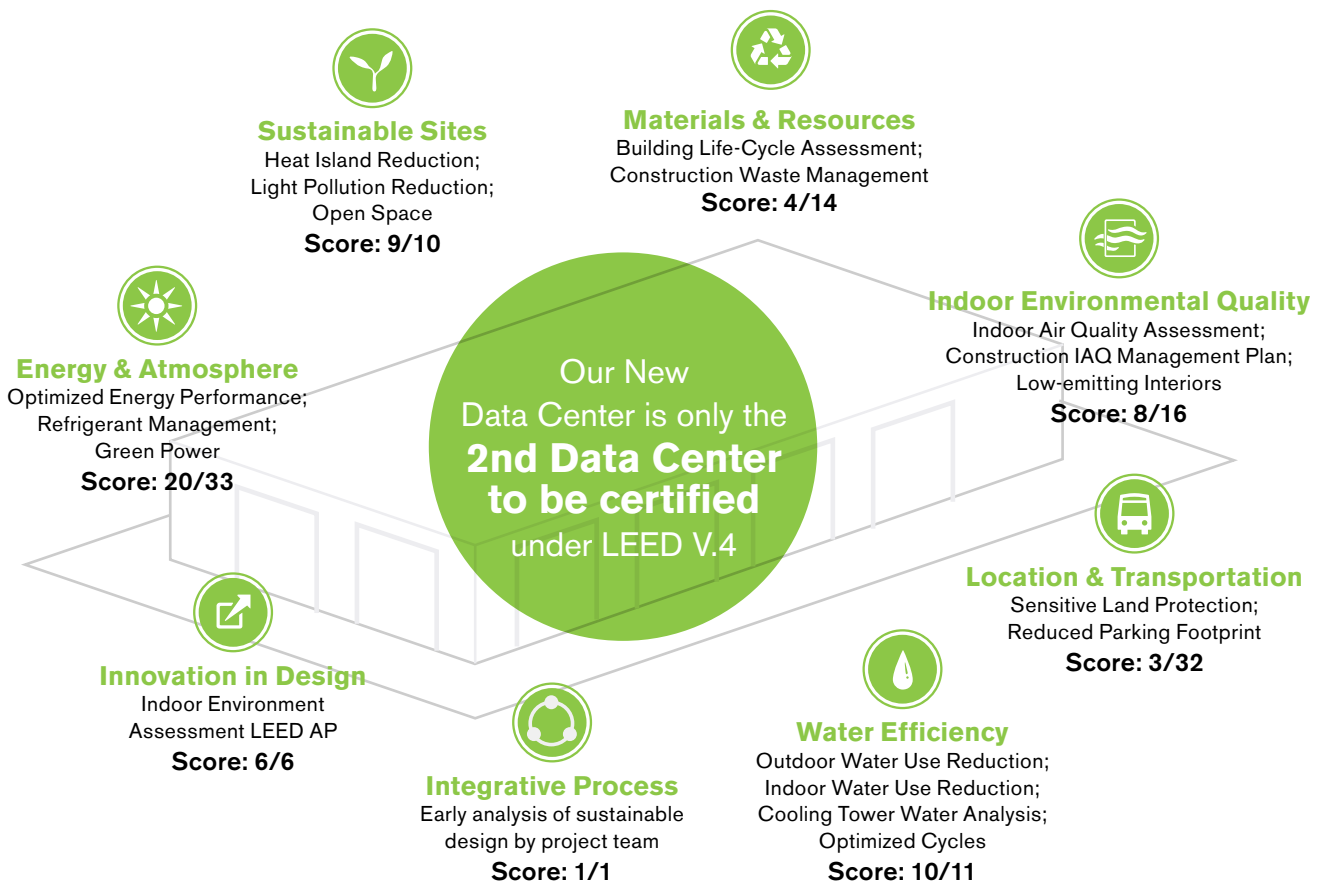 Sustainable Sites
Heat Island Reduction;
Light Pollution Reduction;
Open Space
Score: 9/10
Materials & Resources
Building Life-Cycle Assessment;
Construction Waste Management
Score: 4/14
Indoor Environmental Quality
Indoor Air Quality Assessment;
Construction IAQ Management Plan;
Low-emitting Interiors
Score: 8/16
Energy & Atmosphere
Optimized Energy Performance;
Refrigerant Management;
Green Power
Score: 20/33
Our New
Data Center is only the
2nd Data Center
to be certified
under LEED V.4
Location & Transportation
Sensitive Land Protection;
Reduced Parking Footprint
Score: 3/32
Innovation in Design
Indoor Environment
Assessment LEED AP
Score: 6/6
Integrative Process
Early analysis of sustainable
design by project team
Score: 1/1
Water Efficiency
Outdoor Water Use Reduction;
Indoor Water Use Reduction;
Cooling Tower Water Analysis;
Optimized Cycles
Score: 10/11